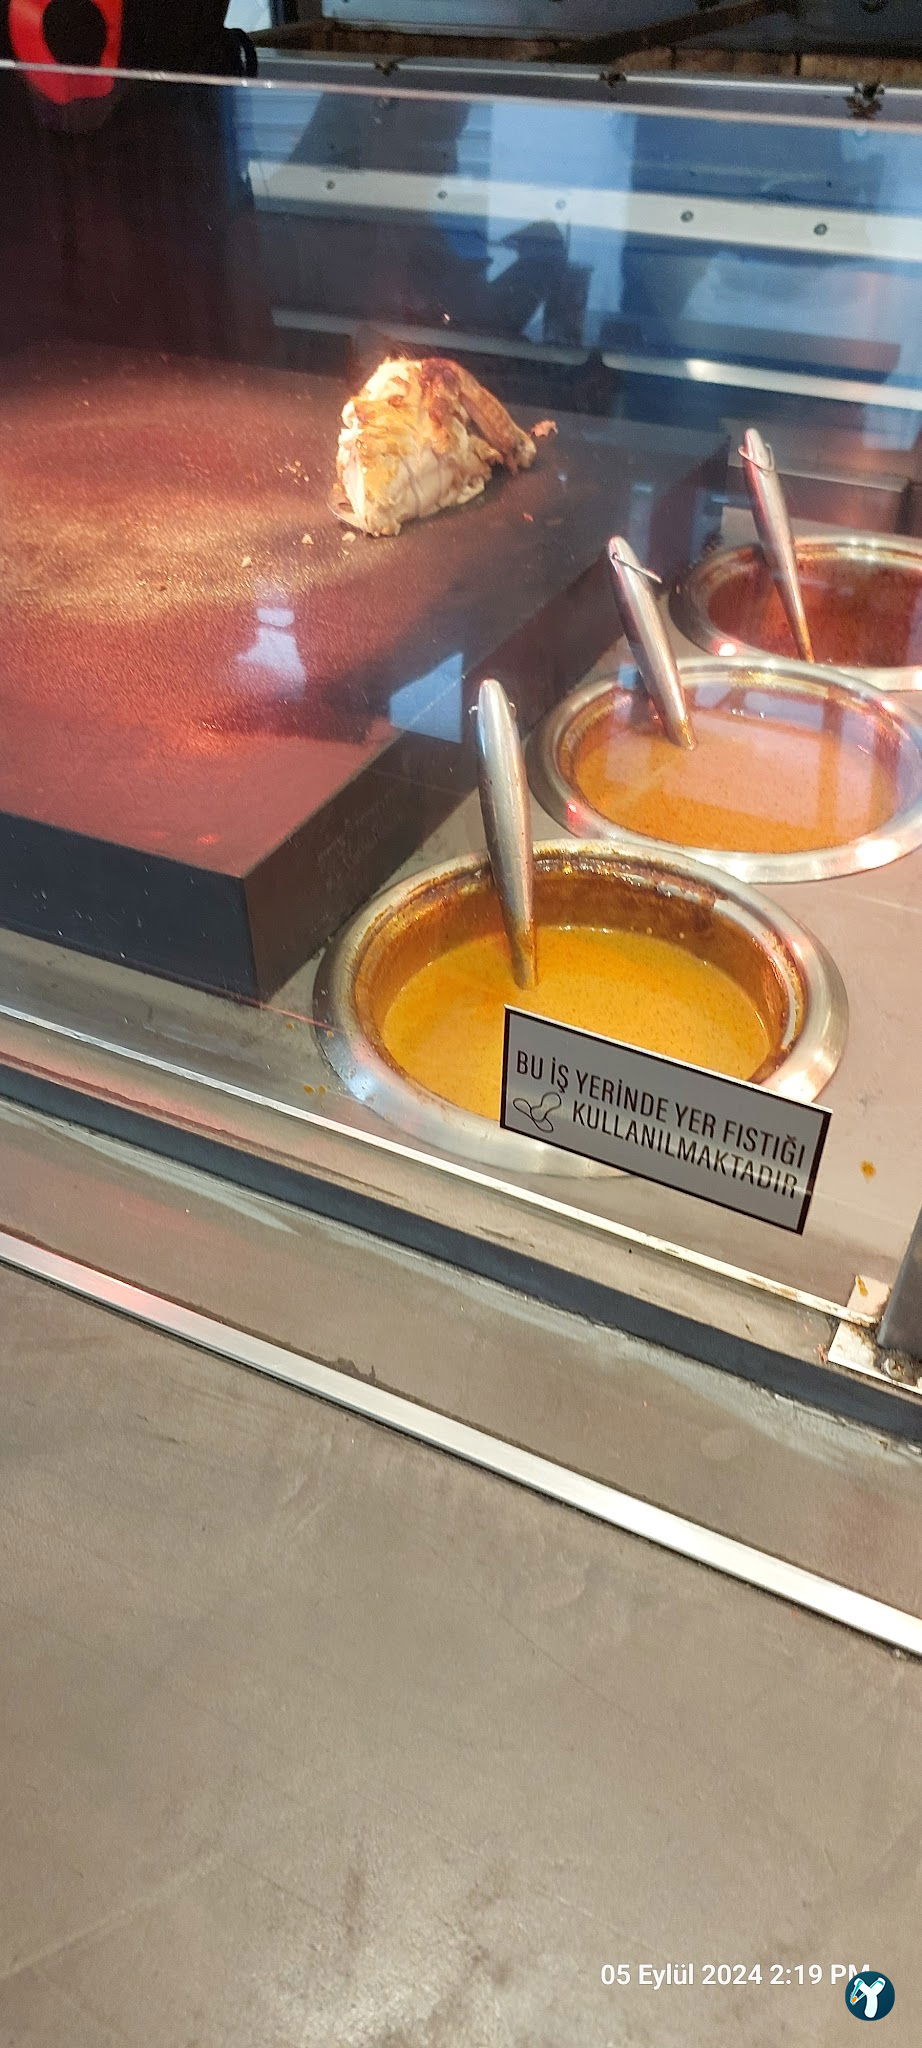 BU İŞ YERİNDE YER FISTIĞI
KULLANILMAKTADIR
05 Eylül 2024 2:19 PM